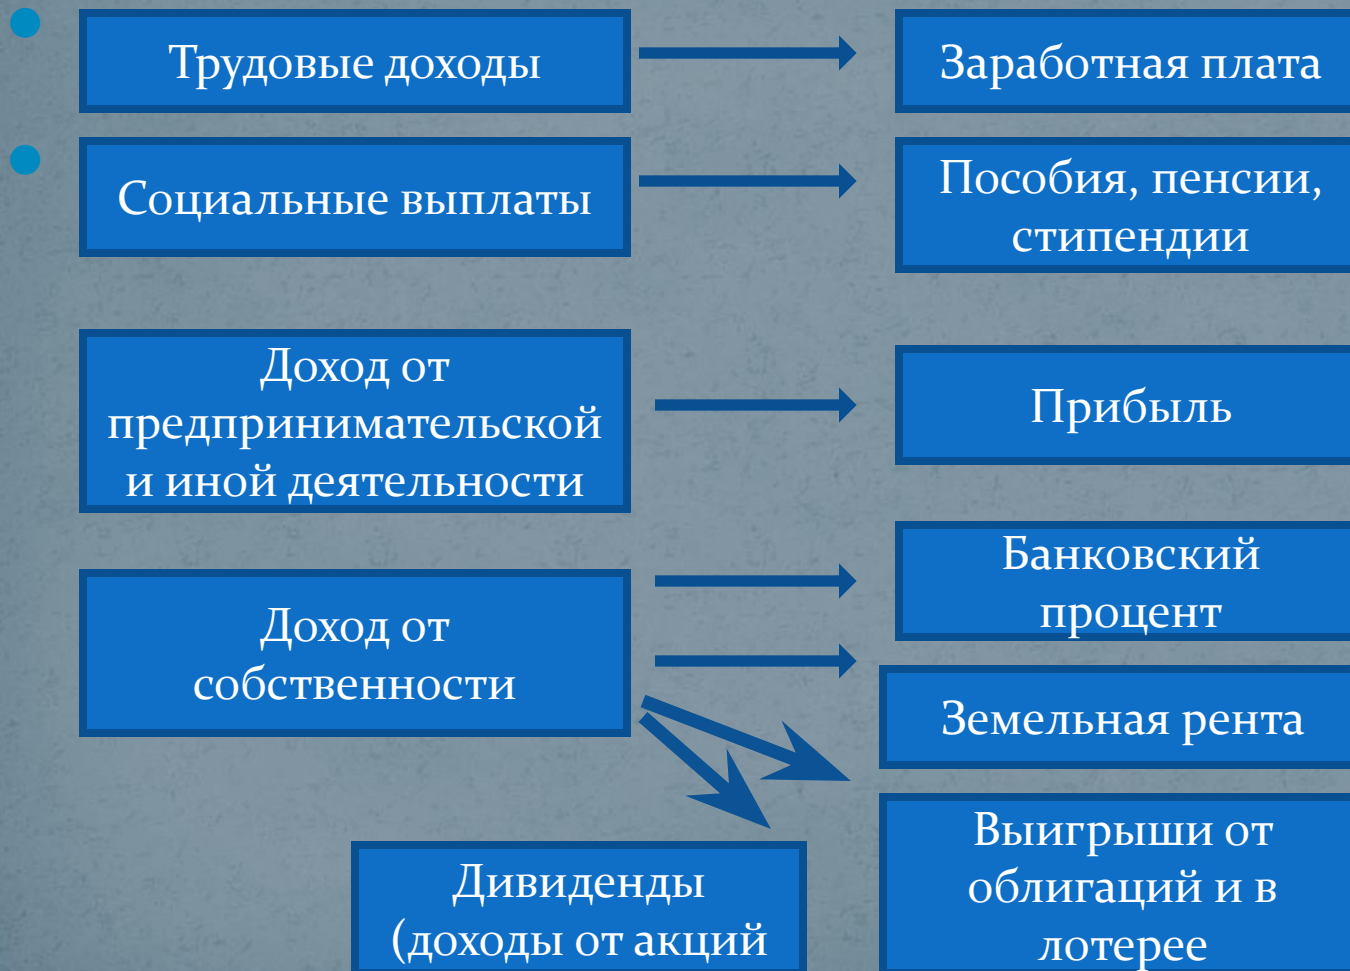 Трудовые доходы
Заработная плата
Социальные выплаты
Пособия, пенсии,
стипендии
Доход от
предпринимательской
и иной деятельности
Прибыль
Доход от
собственности
Банковский
процент
Земельная рента
Выигрыши от
облигаций и в
лотерее
Дивиденды
(доходы от акций